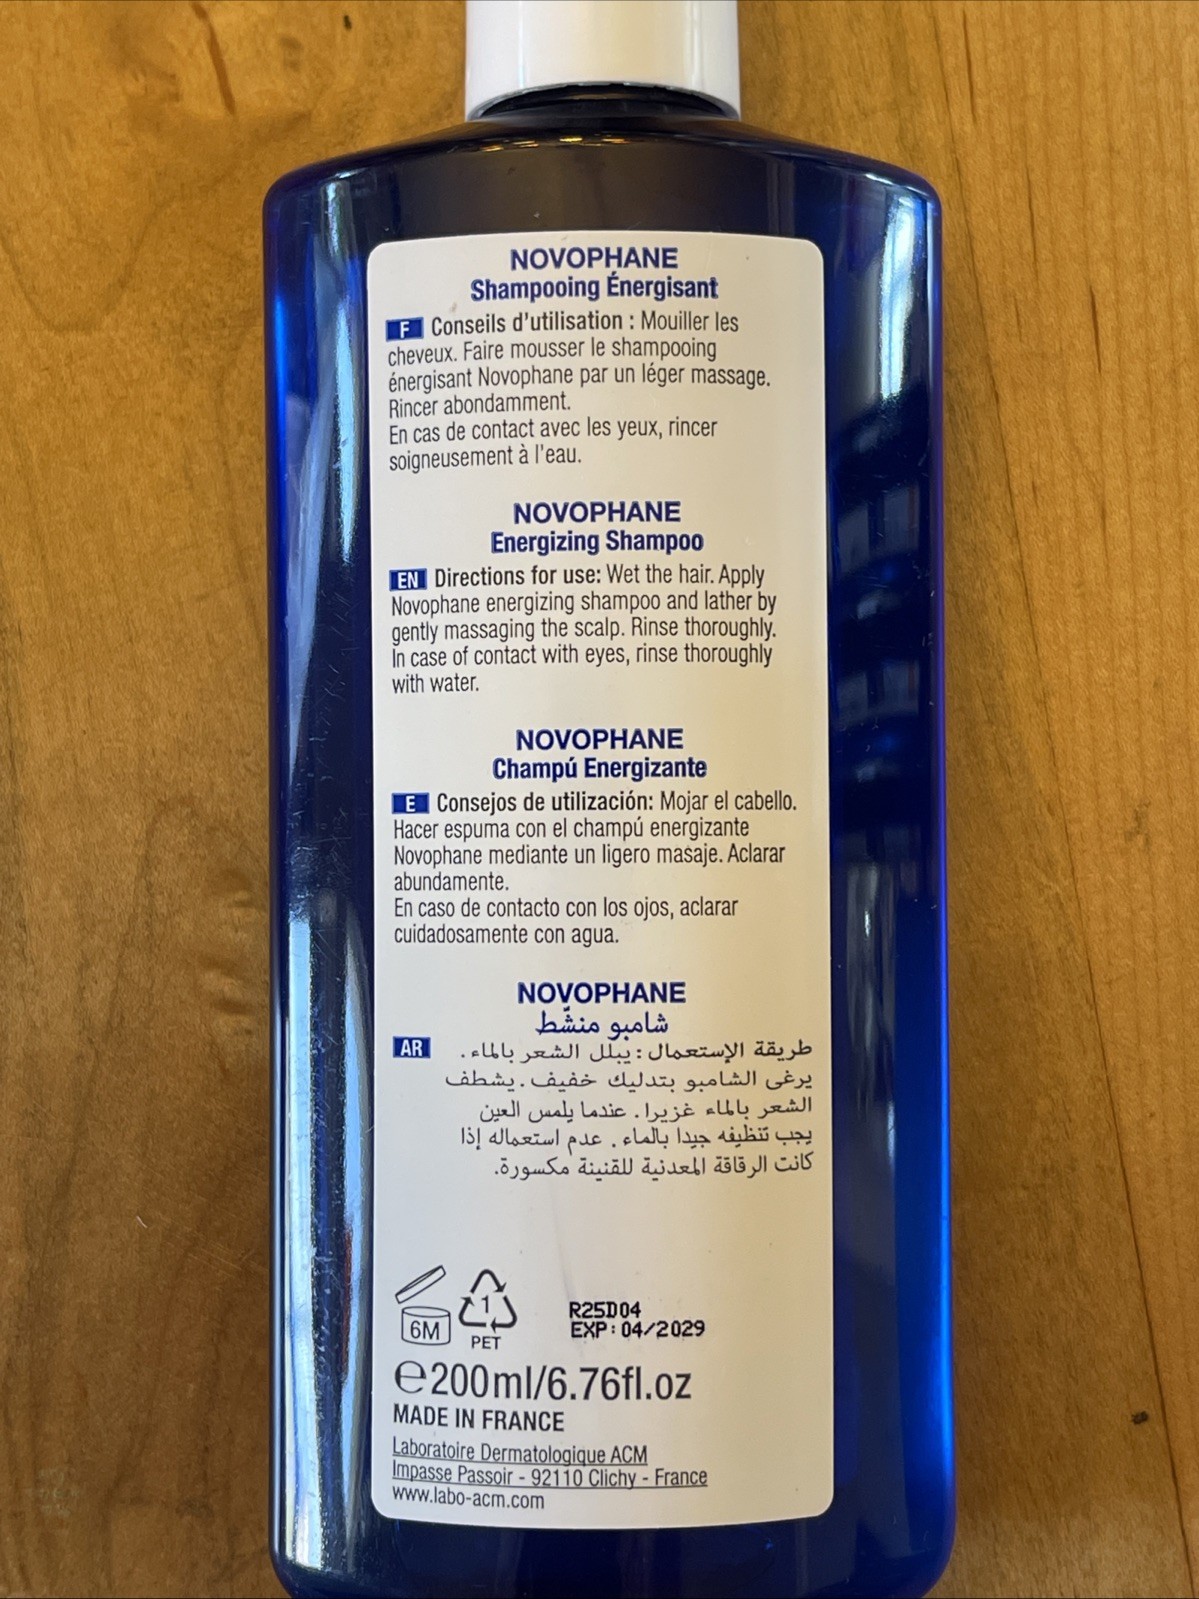 NOVOPHANE
Shampooing Énergisant
F Conseils d'utilisation : Mouiller les
cheveux. Faire mousser le shampooing
énergisant Novophane par un léger massage.
Rincer abondamment.
En cas de contact avec les yeux, rincer
soigneusement à l'eau.
NOVOPHANE
Energizing Shampoo
EN Directions for use: Wet the hair. Apply
Novophane energizing shampoo and lather by
gently massaging the scalp. Rinse thoroughly.
In case of contact with eyes, rinse thoroughly
with water.
NOVOPHANE
Champú Energizante
E Consejos de utilización: Mojar el cabello.
Hacer espuma con el champú energizante
Novophane mediante un ligero masaje. Aclarar
abundamente.
En caso de contacto con los ojos, aclarar
cuidadosamente con agua.
NOVOPHANE
شامبو منشّط
AR طريقة الإستعمال : يبلل الشعر بالماء .
يرغى الشامبو بتدليك خفيف . يشطف
الشعر بالماء غزيرا . عندما يلمس العين
يجب تنظيفه جيدا بالماء . عدم استعماله إذا
كانت الرقاقة المعدنية للقنينة مكسورة.
6M
1
PET
R25D04
EXP: 04/2029
e200ml/6.76fl.oz
MADE IN FRANCE
Laboratoire Dermatologique ACM
Impasse Passoir - 92110 Clichy - France
www.labo-acm.com